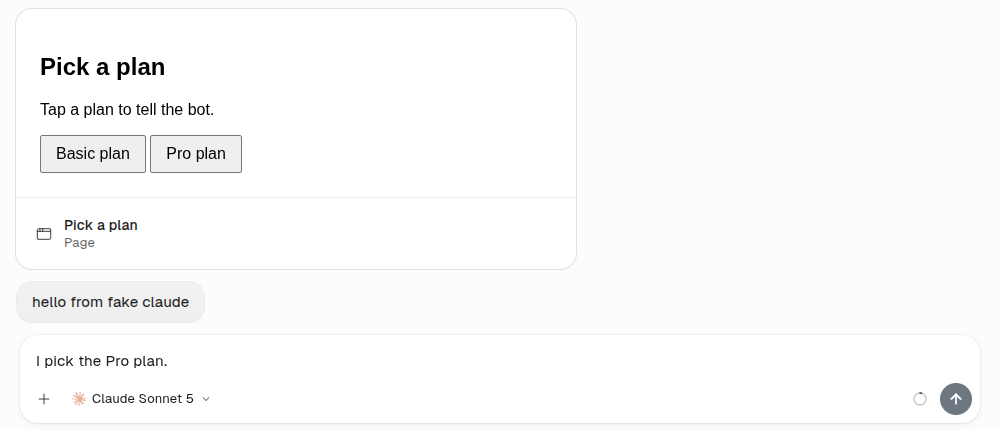 Pick a plan
Tap a plan to tell the bot.
Basic plan Pro plan
Pick a plan
Page
hello from fake claude
I pick the Pro plan.
Claude Sonnet 5